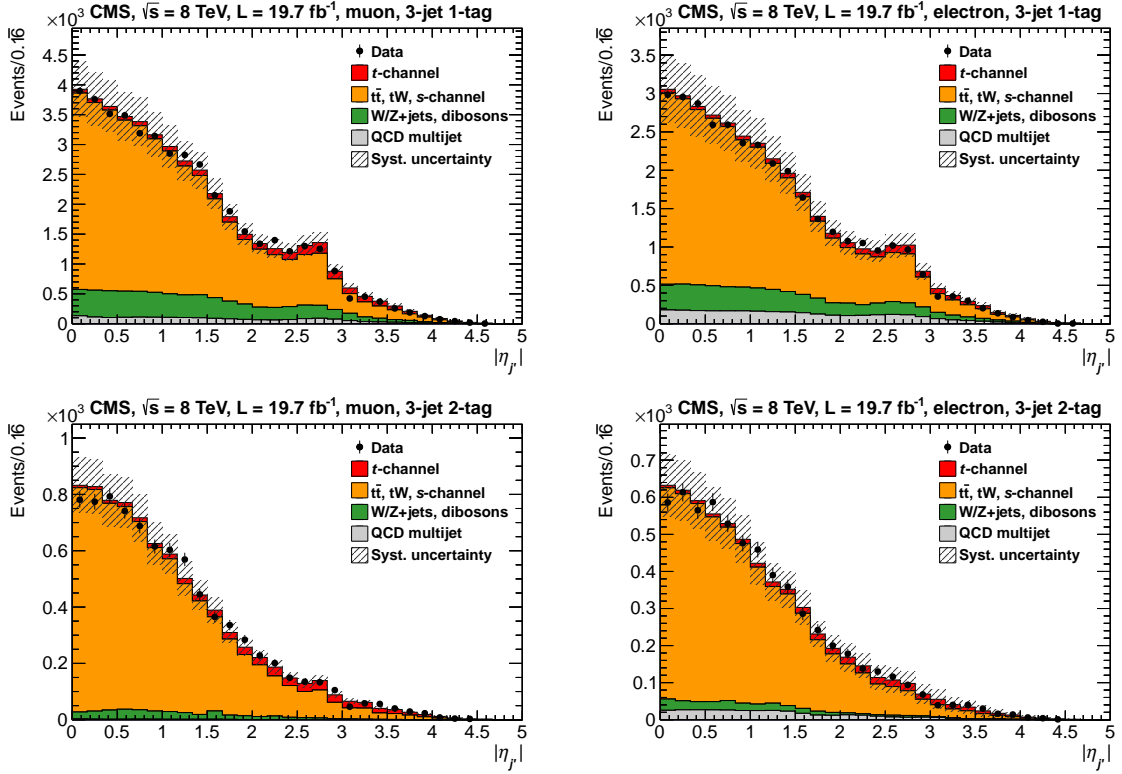 ×10³ CMS, √s = 8 TeV, L = 19.7 fb⁻¹, muon, 3-jet 1-tag
Events/0.16̅
4.5
4
3.5
3
2.5
2
1.5
1
0.5
0
Data
t-channel
tt̄, tW, s-channel
W/Z+jets, dibosons
QCD multijet
Syst. uncertainty
0 0.5 1 1.5 2 2.5 3 3.5 4 4.5 5
|η_j'|
×10³ CMS, √s = 8 TeV, L = 19.7 fb⁻¹, electron, 3-jet 1-tag
Events/0.16̅
3.5
3
2.5
2
1.5
1
0.5
0
Data
t-channel
tt̄, tW, s-channel
W/Z+jets, dibosons
QCD multijet
Syst. uncertainty
0 0.5 1 1.5 2 2.5 3 3.5 4 4.5 5
|η_j'|
×10³ CMS, √s = 8 TeV, L = 19.7 fb⁻¹, muon, 3-jet 2-tag
Events/0.16̅
1
0.8
0.6
0.4
0.2
0
Data
t-channel
tt̄, tW, s-channel
W/Z+jets, dibosons
QCD multijet
Syst. uncertainty
0 0.5 1 1.5 2 2.5 3 3.5 4 4.5 5
|η_j'|
×10³ CMS, √s = 8 TeV, L = 19.7 fb⁻¹, electron, 3-jet 2-tag
Events/0.16̅
0.7
0.6
0.5
0.4
0.3
0.2
0.1
0
Data
t-channel
tt̄, tW, s-channel
W/Z+jets, dibosons
QCD multijet
Syst. uncertainty
0 0.5 1 1.5 2 2.5 3 3.5 4 4.5 5
|η_j'|